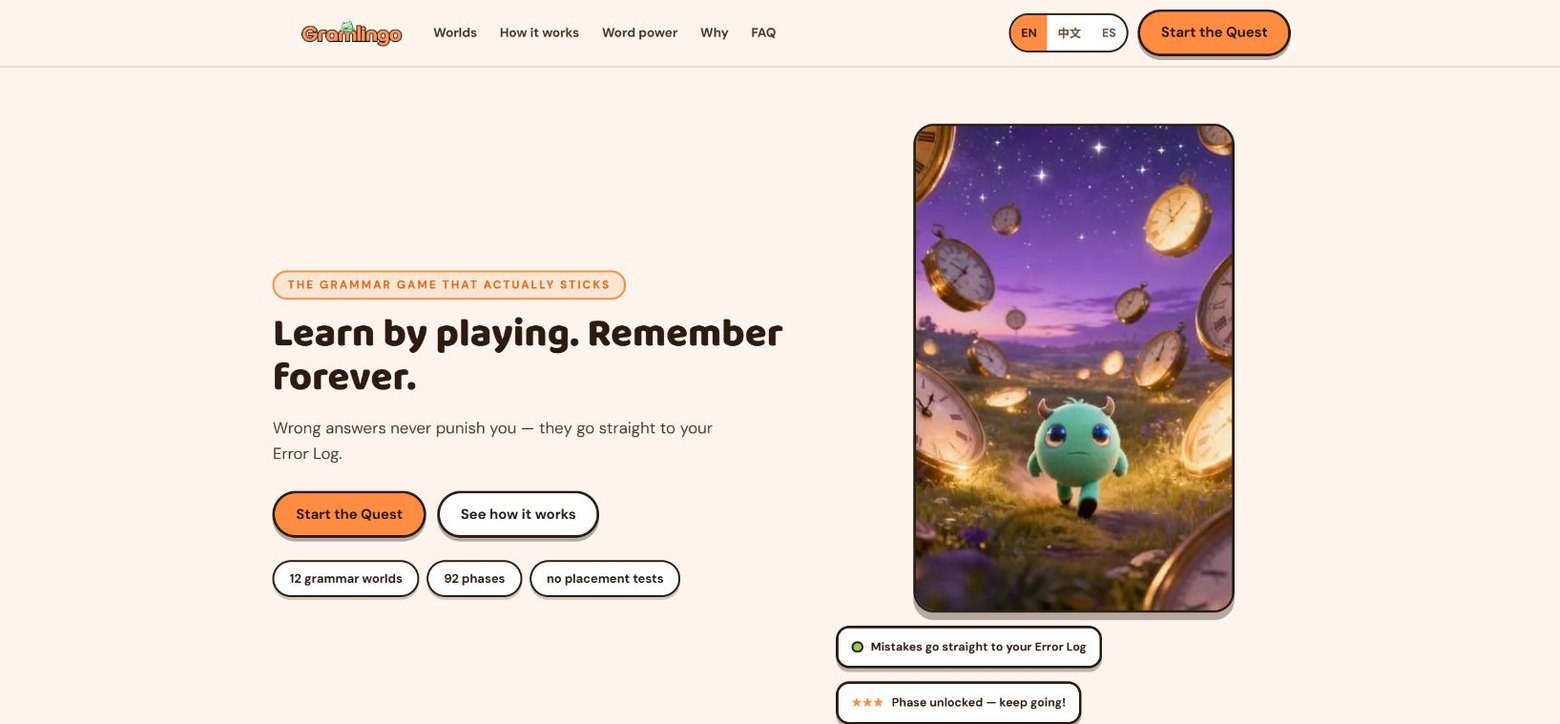 Gramlingo
Worlds
How it works
Word power
Why
FAQ
EN
中文
ES
Start the Quest
THE GRAMMAR GAME THAT ACTUALLY STICKS
Learn by playing. Remember
forever.
Wrong answers never punish you — they go straight to your
Error Log.
Start the Quest
See how it works
12 grammar worlds
92 phases
no placement tests
Mistakes go straight to your Error Log
★★★ Phase unlocked — keep going!